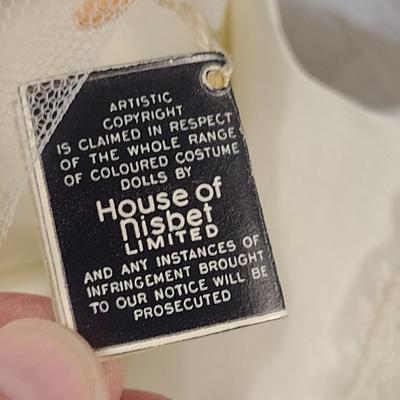 ARTISTIC
COPYRIGHT
IS CLAIMED IN RESPECT
OF THE WHOLE RANGE
OF COLOURED COSTUME
DOLLS BY
House of
nisbet
LIMITED
AND ANY INSTANCES OF
INFRINGEMENT BROUGHT
TO OUR NOTICE WILL BE
PROSECUTED